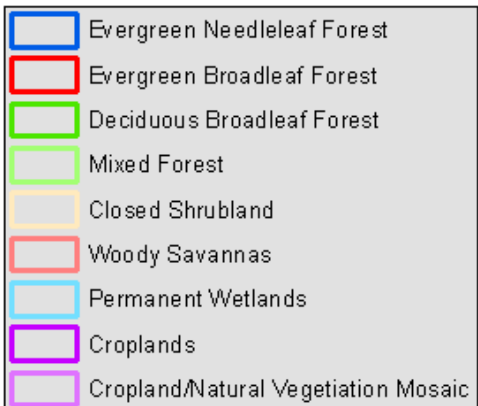 Evergreen Needleleaf Forest
Evergreen Broadleaf Forest
Deciduous Broadleaf Forest
Mixed Forest
Closed Shrubland
Woody Savannas
Permanent Wetlands
Croplands
Cropland/Natural Vegetiation Mosaic